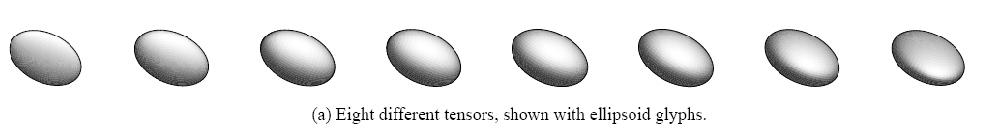 (a) Eight different tensors, shown with ellipsoid glyphs.